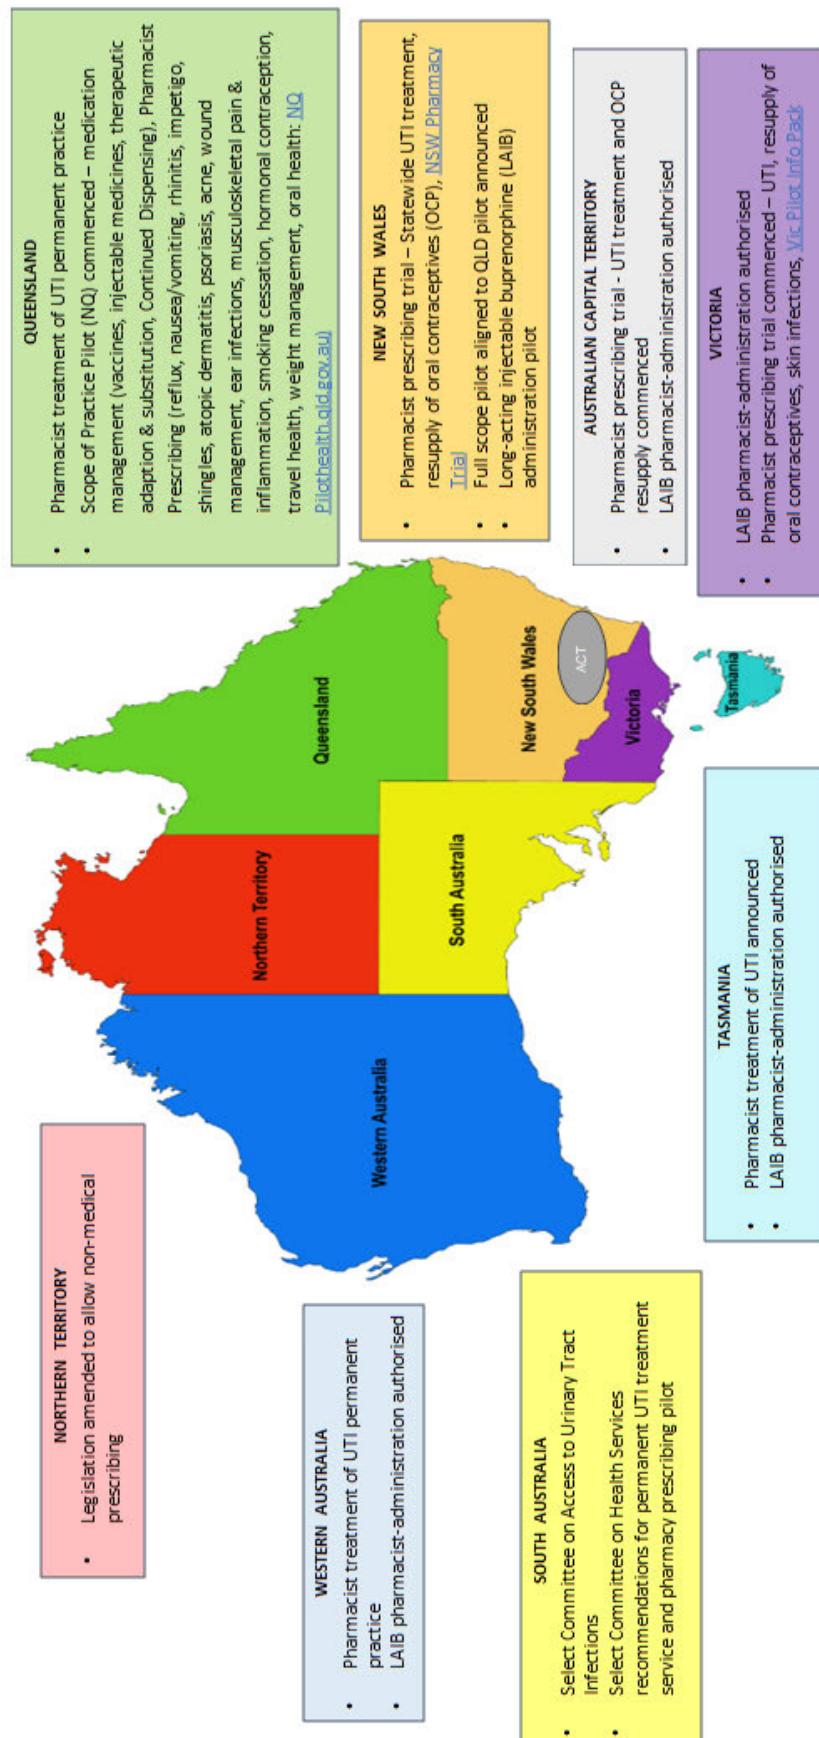 NORTHERN TERRITORY
• Legislation amended to allow non-medical
prescribing
WESTERN AUSTRALIA
• Pharmacist treatment of UTI permanent
practice
• LAIB pharmacist-administration authorised
SOUTH AUSTRALIA
• Select Committee on Access to Urinary Tract
Infections
• Select Committee on Health Services
recommendations for permanent UTI treatment
service and pharmacy prescribing pilot
Western Australia
Northern Territory
South Australia
Queensland
New South Wales
ACT
Victoria
Tasmania
TASMANIA
• Pharmacist treatment of UTI announced
• LAIB pharmacist-administration authorised
QUEENSLAND
• Pharmacist treatment of UTI permanent practice
• Scope of Practice Pilot (NQ) commenced – medication
management (vaccines, injectable medicines, therapeutic
adaption & substitution, Continued Dispensing), Pharmacist
Prescribing (reflux, nausea/vomiting, rhinitis, impetigo,
shingles, atopic dermatitis, psoriasis, acne, wound
management, ear infections, musculoskeletal pain &
inflammation, smoking cessation, hormonal contraception,
travel health, weight management, oral health: NQ
Pilothealth.qld.gov.au)
NEW SOUTH WALES
• Pharmacist prescribing trial – Statewide UTI treatment,
resupply of oral contraceptives (OCP), NSW Pharmacy
Trial
• Full scope pilot aligned to QLD pilot announced
• Long-acting injectable buprenorphine (LAIB)
administration pilot
AUSTRALIAN CAPITAL TERRITORY
• Pharmacist prescribing trial - UTI treatment and OCP
resupply commenced
• LAIB pharmacist-administration authorised
VICTORIA
• LAIB pharmacist-administration authorised
• Pharmacist prescribing trial commenced – UTI, resupply of
oral contraceptives, skin infections, Vic Pilot Info Pack